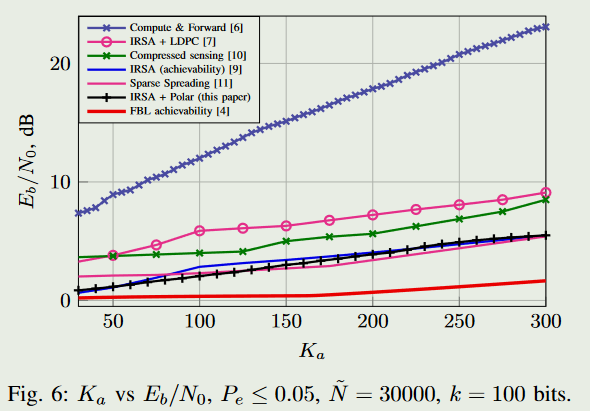 Compute & Forward [6]
IRSA + LDPC [7]
Compressed sensing [10]
IRSA (achievability) [9]
Sparse Spreading [11]
IRSA + Polar (this paper)
FBL achievability [4]
20
10
0
E_b/N_0, dB
50 100 150 200 250 300
K_a
Fig. 6: K_a vs E_b/N_0, P_e ≤ 0.05, Ñ = 30000, k = 100 bits.